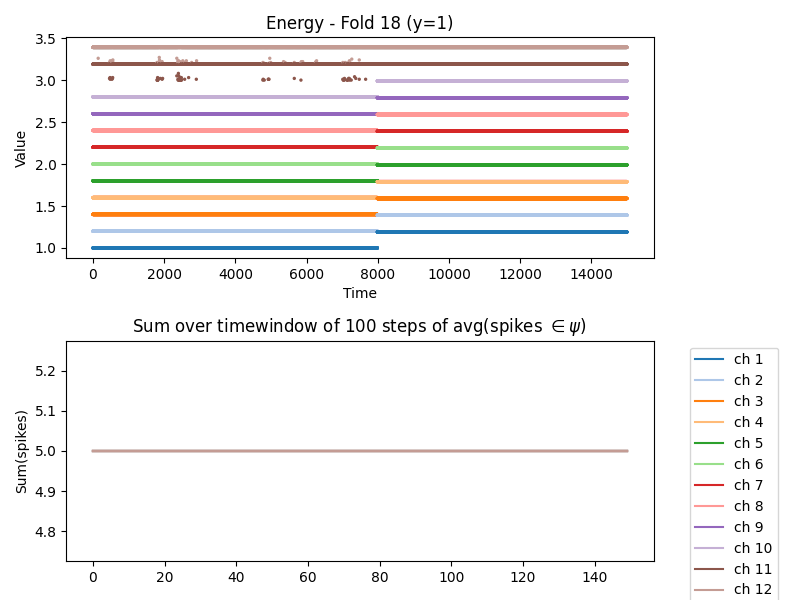 Energy - Fold 18 (y=1)
Value
3.5
3.0
2.5
2.0
1.5
1.0
0 2000 4000 6000 8000 10000 12000 14000
Time
Sum over timewindow of 100 steps of avg(spikes ∈ ψ)
Sum(spikes)
5.2
5.1
5.0
4.9
4.8
0 20 40 60 80 100 120 140
ch 1
ch 2
ch 3
ch 4
ch 5
ch 6
ch 7
ch 8
ch 9
ch 10
ch 11
ch 12